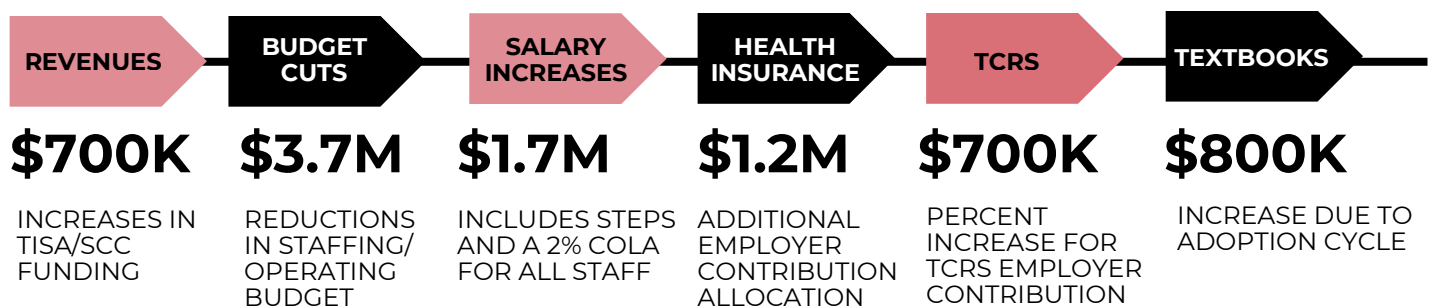 REVENUES
BUDGET
CUTS
SALARY
INCREASES
HEALTH
INSURANCE
TCRS
TEXTBOOKS
$700K
$3.7M
$1.7M
$1.2M
$700K
$800K
INCREASES IN
TISA/SCC
FUNDING
REDUCTIONS
IN STAFFING/
OPERATING
BUDGET
INCLUDES STEPS
AND A 2% COLA
FOR ALL STAFF
ADDITIONAL
EMPLOYER
CONTRIBUTION
ALLOCATION
PERCENT
INCREASE FOR
TCRS EMPLOYER
CONTRIBUTION
INCREASE DUE TO
ADOPTION CYCLE